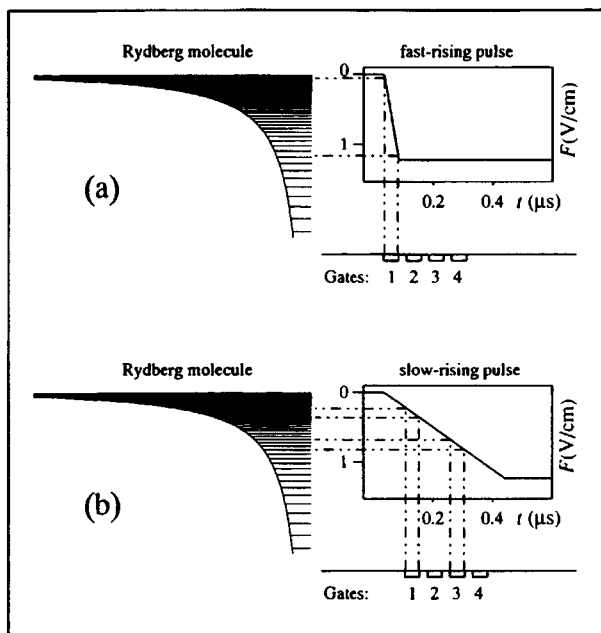 Rydberg molecule
fast-rising pulse
0
1
F(V/cm)
(a)
0.2 0.4 t (μs)
Gates: 1 2 3 4
Rydberg molecule
slow-rising pulse
0
1
F(V/cm)
(b)
0.2 0.4 t (μs)
Gates: 1 2 3 4